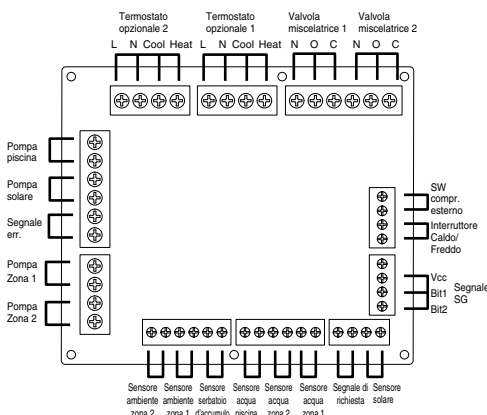 Termostato opzionale 2
Termostato opzionale 1
Valvola miscelatrice 1
Valvola miscelatrice 2
L N Cool Heat
L N Cool Heat
N O C
N O C
Pompa piscina
Pompa solare
Segnale err.
Pompa Zona 1
Pompa Zona 2
SW compr. esterno
Interruttore Caldo/ Freddo
Vcc
Bit1
Bit2
Segnale SG
Sensore ambiente zona 2
Sensore ambiente zona 1
Sensore serbatoio d'accumulo
Sensore acqua piscina
Sensore acqua zona 2
Sensore acqua zona 1
Segnale di richiesta
Sensore solare